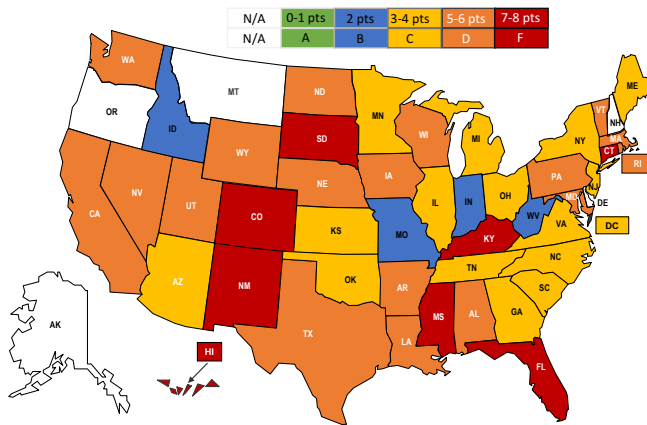 N/A 0-1 pts 2 pts 3-4 pts 5-6 pts 7-8 pts
N/A A B C D F
WA
MT
ND
MN
ME
OR
ID
SD
WI
MI
NY
VT
NH
MA
CT
RI
WY
IA
NE
PA
NJ
NV
UT
IL
IN
OH
MD
DE
CA
CO
KS
MO
WV
VA
DC
KY
AZ
NM
OK
AR
TN
NC
SC
MS
AL
GA
TX
LA
AK
HI
FL